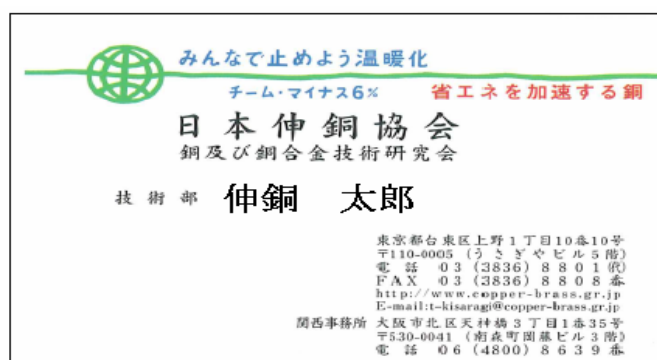 みんなで止めよう温暖化
チーム・マイナス6%　省エネを加速する銅
日本伸銅協会
銅及び銅合金技術研究会
技術部　伸銅　太郎
東京都台東区上野1丁目10番10号
〒110-0005 (うさぎやビル5階)
電話 03 (3836) 8801 ㈹
FAX 03 (3836) 8808番
http://www.copper-brass.gr.jp
E-mail:t-kisaragi@copper-brass.gr.jp
関西事務所 大阪市北区天神橋3丁目1番35号
〒530-0041 (南森町岡藤ビル3階)
電話 06 (4800) 8639番